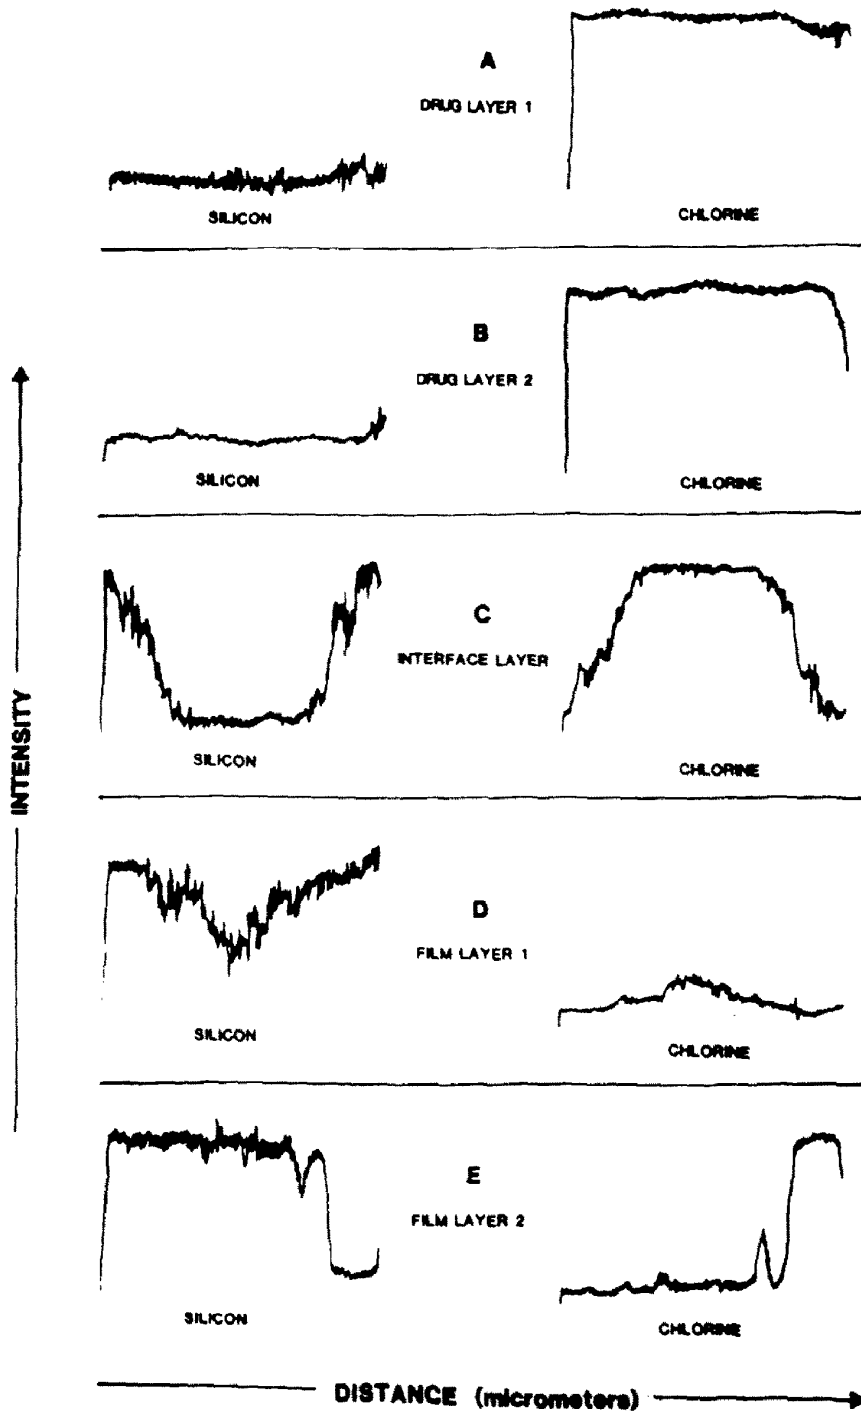 A
DRUG LAYER 1
SILICON
CHLORINE
B
DRUG LAYER 2
SILICON
CHLORINE
C
INTERFACE LAYER
SILICON
CHLORINE
D
FILM LAYER 1
SILICON
CHLORINE
E
FILM LAYER 2
SILICON
CHLORINE
INTENSITY
DISTANCE (micrometers)